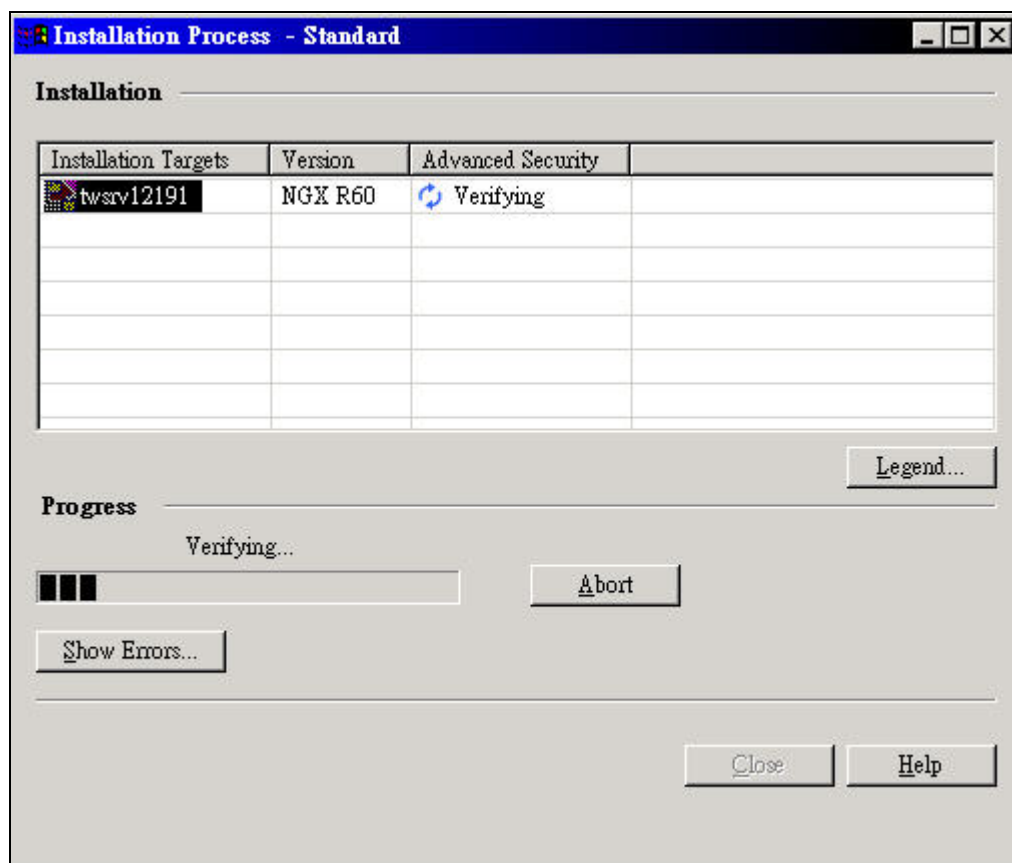 Installation Process - Standard
Installation
Installation Targets Version Advanced Security
twsrv12191 NGX R60 Verifying
Legend...
Progress
Verifying...
Abort
Show Errors...
Close Help